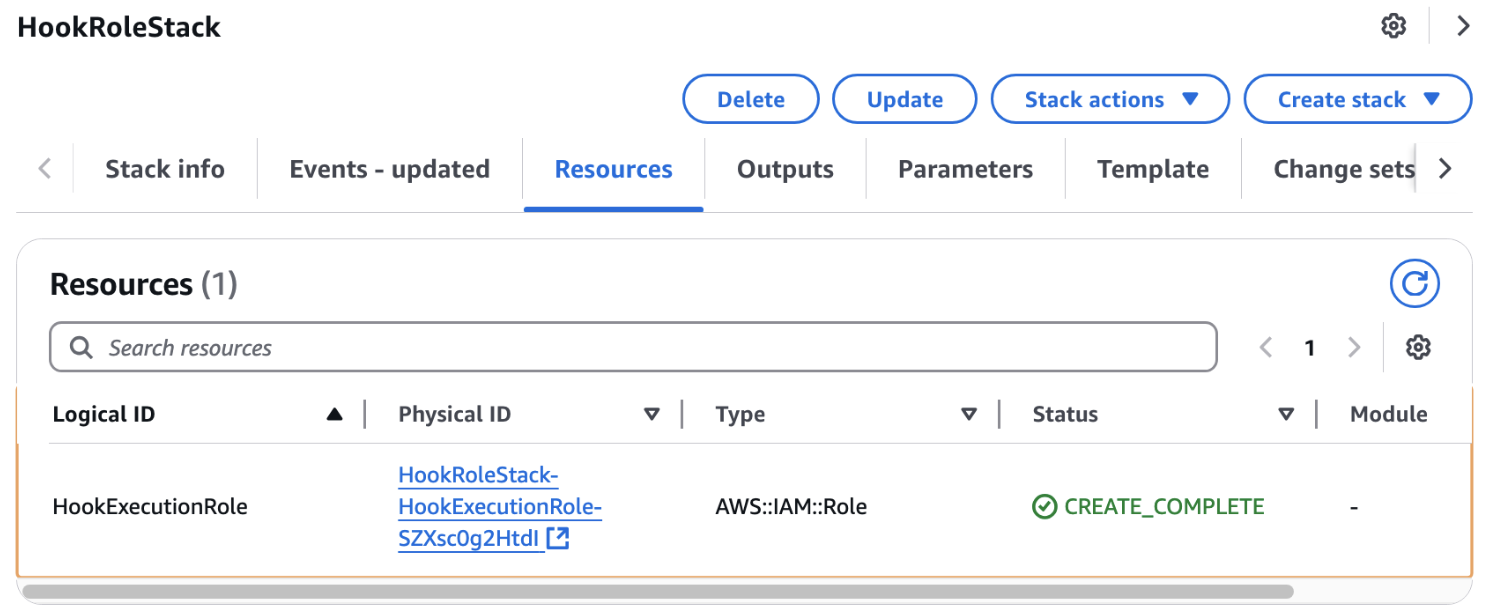 HookRoleStack
Delete
Update
Stack actions
Create stack
Stack info
Events - updated
Resources
Outputs
Parameters
Template
Change sets
Resources (1)
Search resources
1
Logical ID
Physical ID
Type
Status
Module
HookExecutionRole
HookRoleStack-
HookExecutionRole-
SZXsc0g2HtdI
AWS::IAM::Role
CREATE_COMPLETE
-